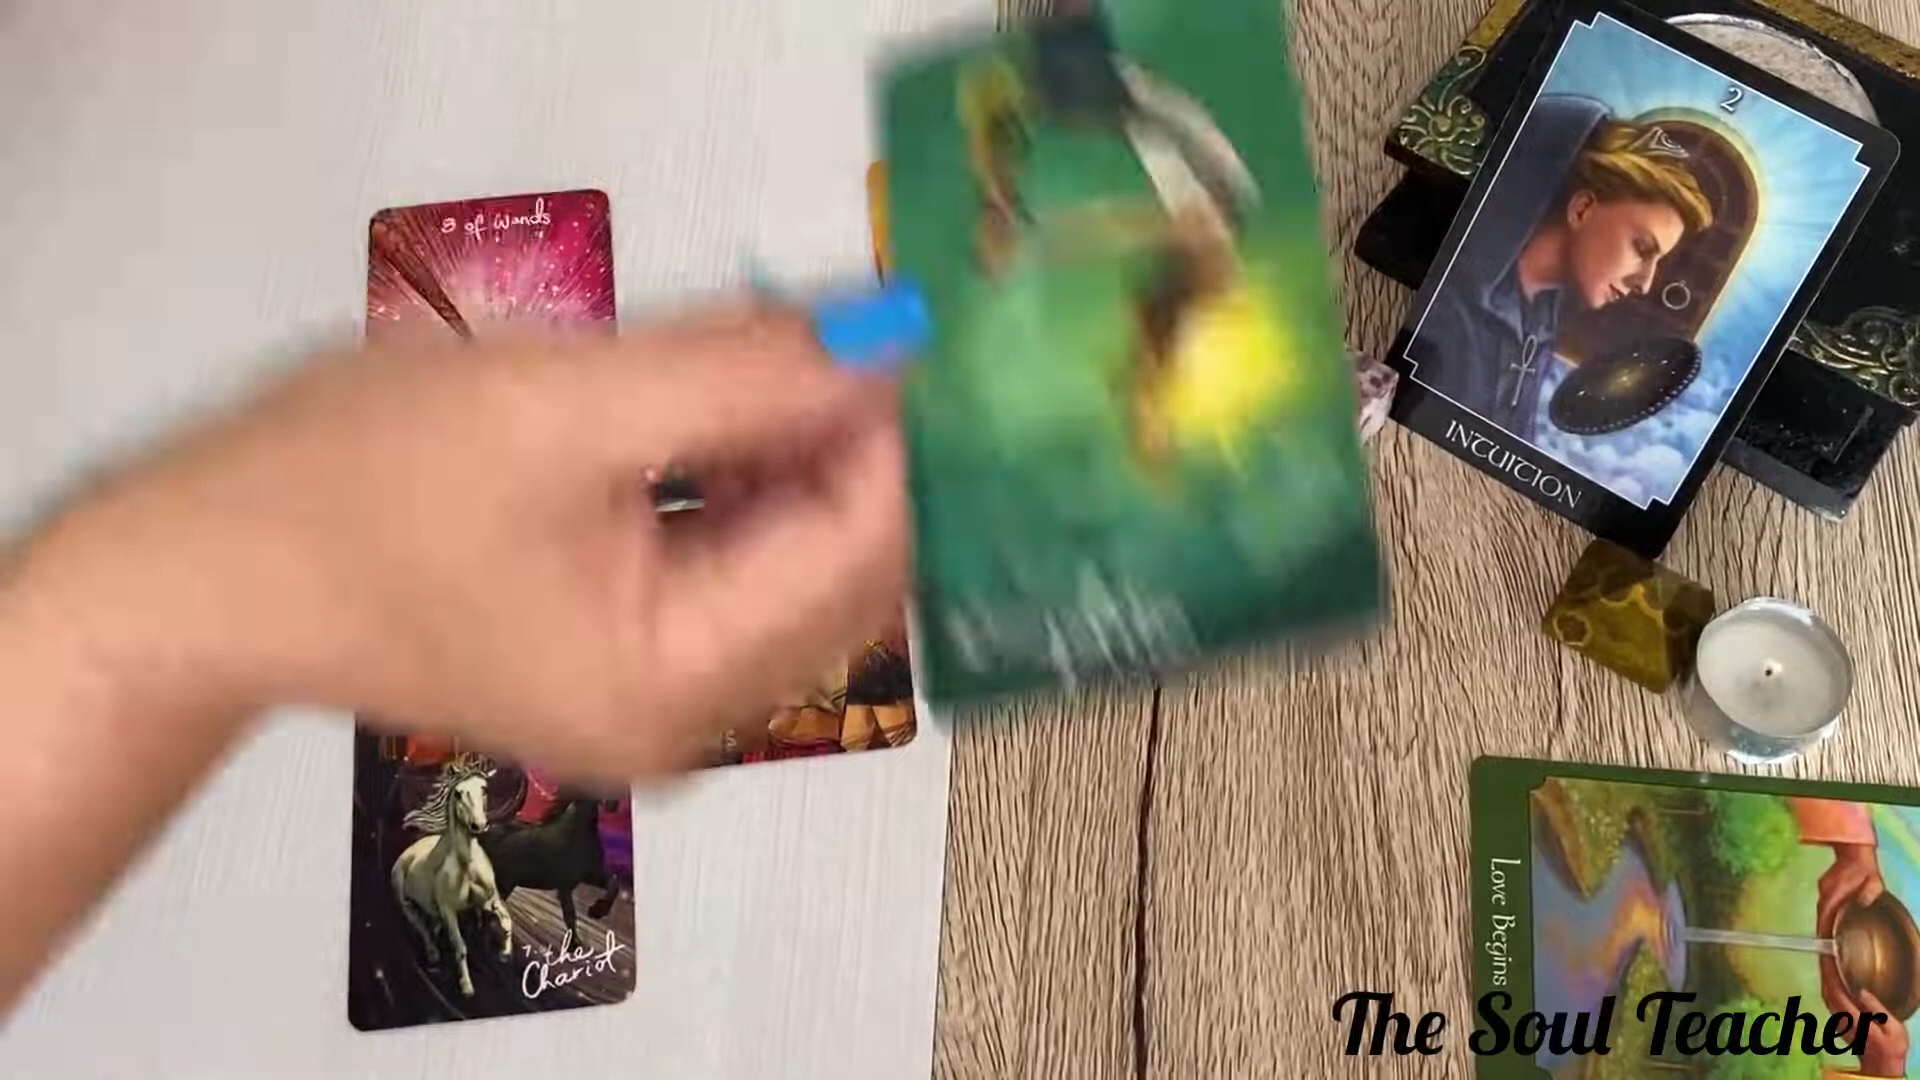 8 of Wands
2
INTUITION
7. the
Chariot
Love Begins
The Soul Teacher